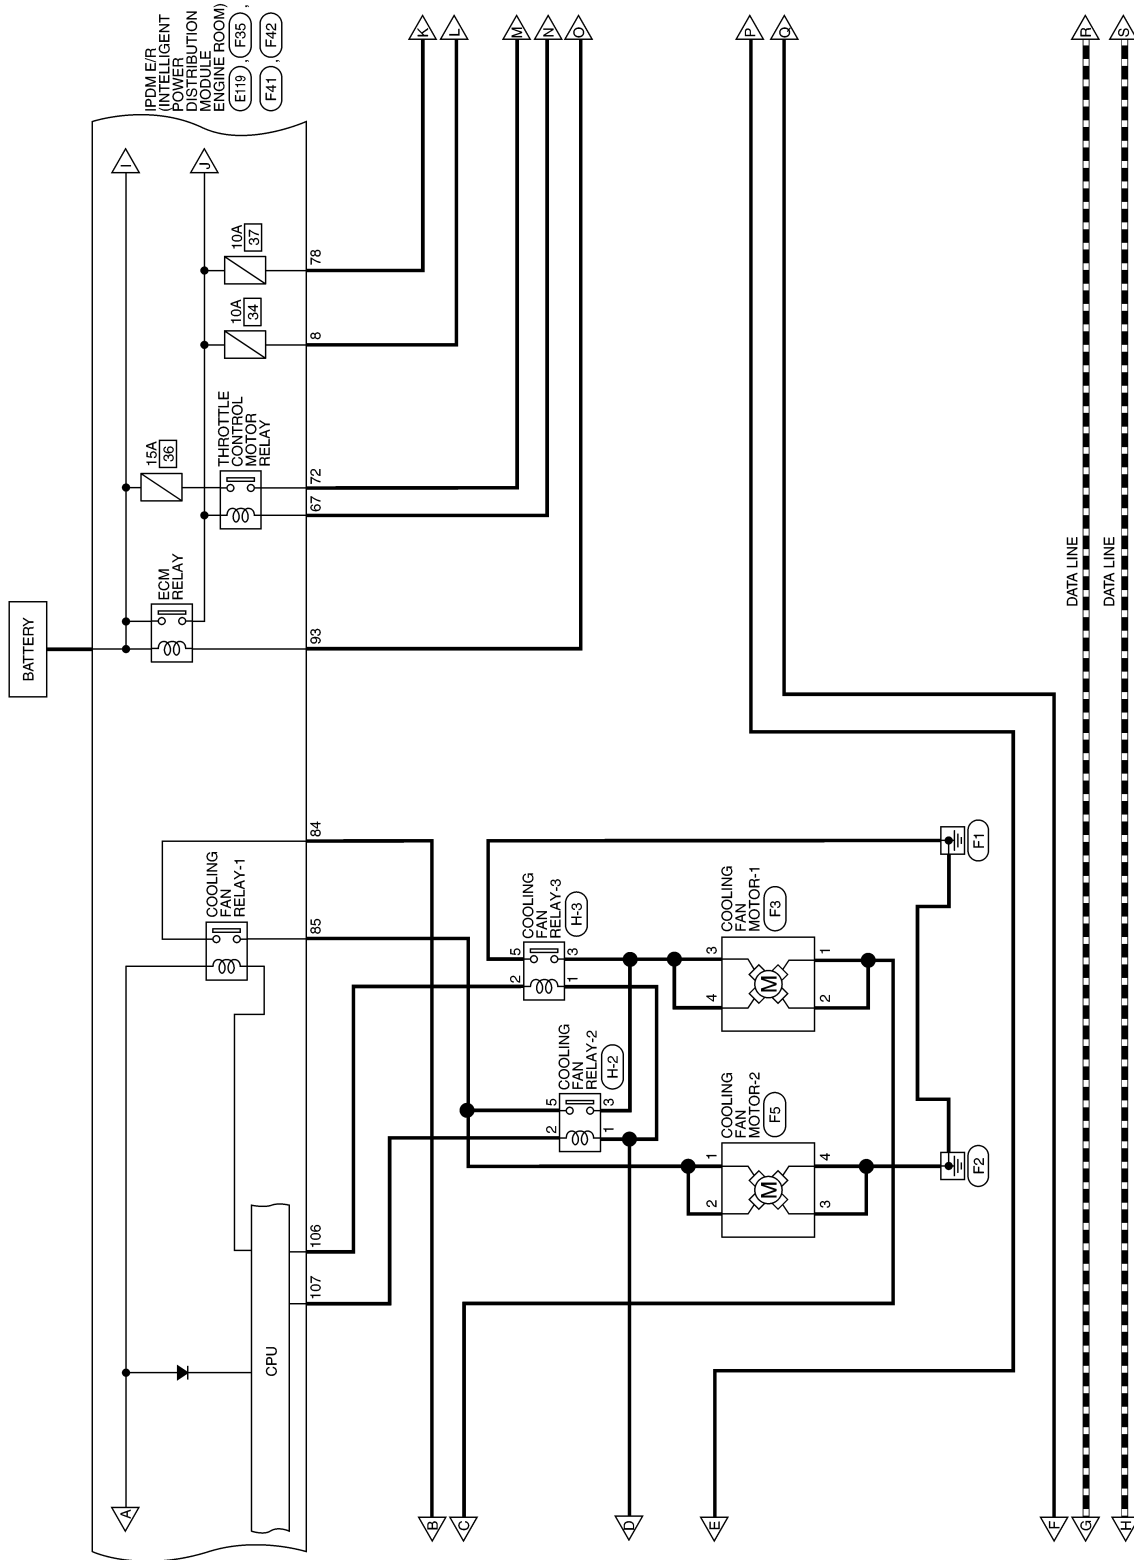 BATTERY
IPDM E/R
(INTELLIGENT
POWER
DISTRIBUTION
MODULE
ENGINE ROOM)
E119 , F35 ,
F41 , F42
A
I
J
CPU
COOLING
FAN
RELAY-1
ECM
RELAY
15A
36
THROTTLE
CONTROL
MOTOR
RELAY
10A
34
10A
37
107
106
85
84
93
67
72
8
78
K
L
M
N
O
P
Q
R
S
B
C
D
E
F
G
H
COOLING
FAN
RELAY-2
H-2
2
5
1
3
COOLING
FAN
RELAY-3
H-3
2
5
1
3
COOLING
FAN
MOTOR-2
F5
2
1
M
3
4
COOLING
FAN
MOTOR-1
F3
4
3
M
2
1
F2
F1
DATA LINE
DATA LINE